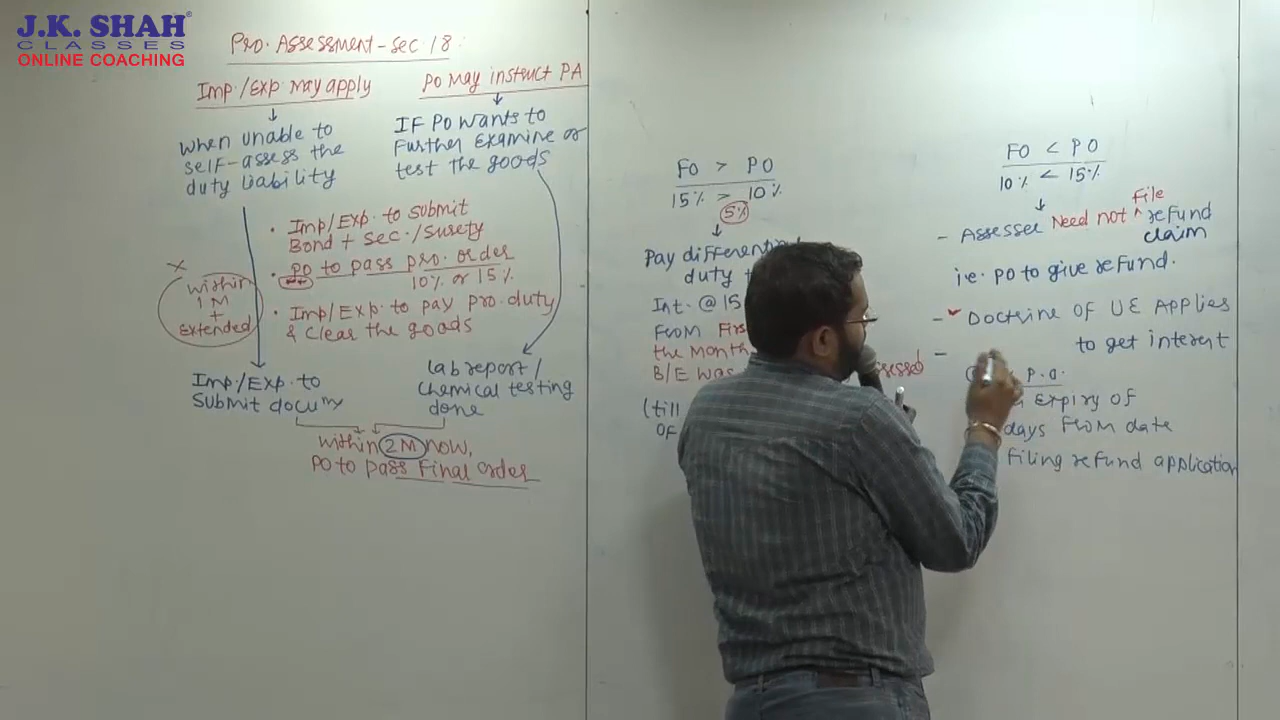 J.K. SHAH®
CLASSES
ONLINE COACHING
Pro. Assessment - Sec 18:
Imp./Exp. may apply
When unable to
self-assess the
duty liability
PO may instruct PA
IF PO wants to
Further Examine or
test the goods
• Imp/Exp. to submit
Bond + Sec./Surety
• PO to pass pro. order
10% or 15%
• Imp/Exp. to pay pro. duty
& clear the goods
X
within
1 M
+
Extended
Imp/Exp. to
Submit docu
lab report/
Chemical testing
done
within 2M now,
PO to pass Final order
FO > PO
15% > 10%
5%
Pay differential
duty
Int. @ 15
From First
the month
B/E was
ssessed
(till
OF
FO < PO
10% < 15%
- Assessee Need not File refund
claim
i.e. PO to give refund.
- Doctrine OF UE Applies
- to get interest
P.O.
Expiry of
days From date
Filing refund application